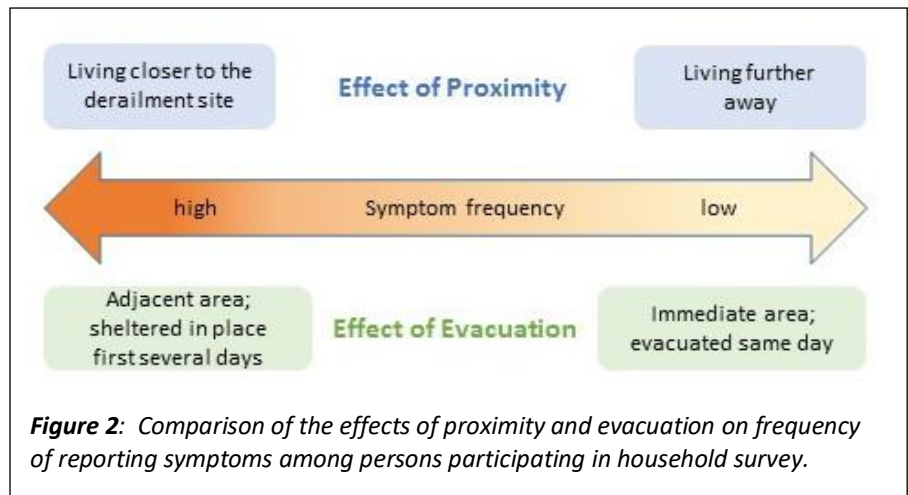 Living closer to the
derailment site
Effect of Proximity
Living further
away
high
Symptom frequency
low
Adjacent area;
sheltered in place
first several days
Effect of Evacuation
Immediate area;
evacuated same day
Figure 2: Comparison of the effects of proximity and evacuation on frequency
of reporting symptoms among persons participating in household survey.